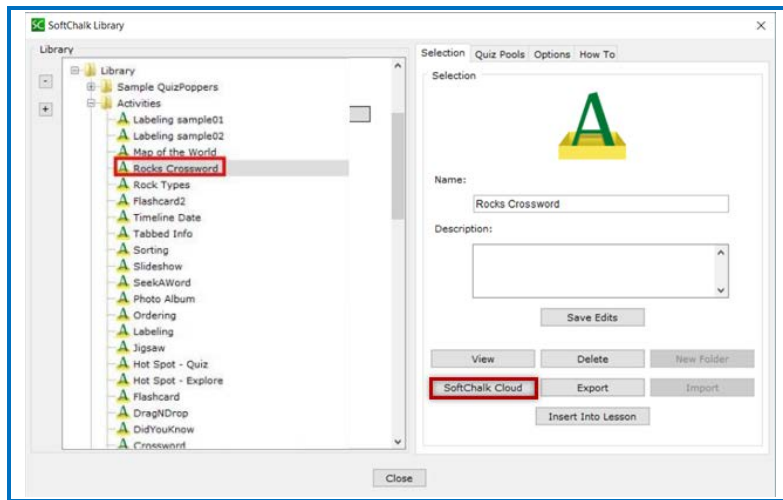 SC SoftChalk Library
Library
- 
+
Library
Sample QuizPoppers
Activities
A Labeling sample01
A Labeling sample02
A Map of the World
A Rocks Crossword
A Rock Types
A Flashcard2
A Timeline Date
A Tabbed Info
A Sorting
A Slideshow
A SeekAWord
A Photo Album
A Ordering
A Labeling
A Jigsaw
A Hot Spot - Quiz
A Hot Spot - Explore
A Flashcard
A DragNDrop
A DidYouKnow
A Crossword
Selection Quiz Pools Options How To
Selection
A
Name:
Rocks Crossword
Description:
Save Edits
View Delete New Folder
SoftChalk Cloud Export Import
Insert Into Lesson
Close